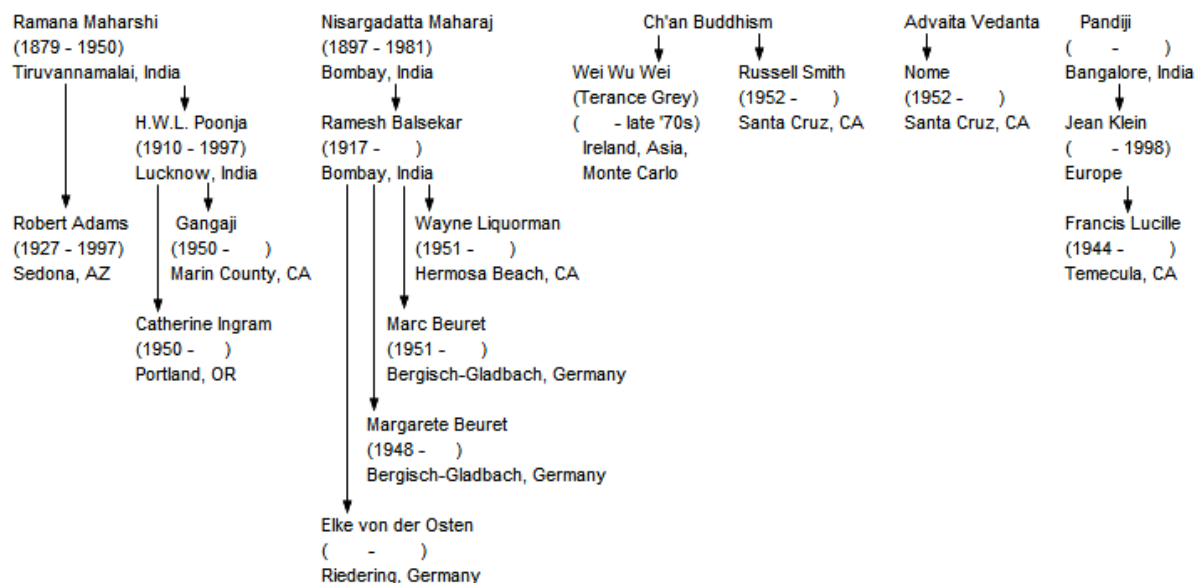 Ramana Maharshi
(1879 - 1950)
Tiruvannamalai, India
H.W.L. Poonja
(1910 - 1997)
Lucknow, India
Robert Adams
(1927 - 1997)
Sedona, AZ
Gangaji
(1950 -      )
Marin County, CA
Catherine Ingram
(1950 -      )
Portland, OR
Nisargadatta Maharaj
(1897 - 1981)
Bombay, India
Ramesh Balsekar
(1917 -      )
Bombay, India
Wayne Liquorman
(1951 -      )
Hermosa Beach, CA
Marc Beuret
(1951 -      )
Bergisch-Gladbach, Germany
Margarete Beuret
(1948 -      )
Bergisch-Gladbach, Germany
Elke von der Osten
(      -      )
Riedering, Germany
Ch'an Buddhism
Wei Wu Wei
(Terance Grey)
(      - late '70s)
Ireland, Asia,
Monte Carlo
Russell Smith
(1952 -      )
Santa Cruz, CA
Advaita Vedanta
Nome
(1952 -      )
Santa Cruz, CA
Pandiji
(      -      )
Bangalore, India
Jean Klein
(      - 1998)
Europe
Francis Lucille
(1944 -      )
Temecula, CA